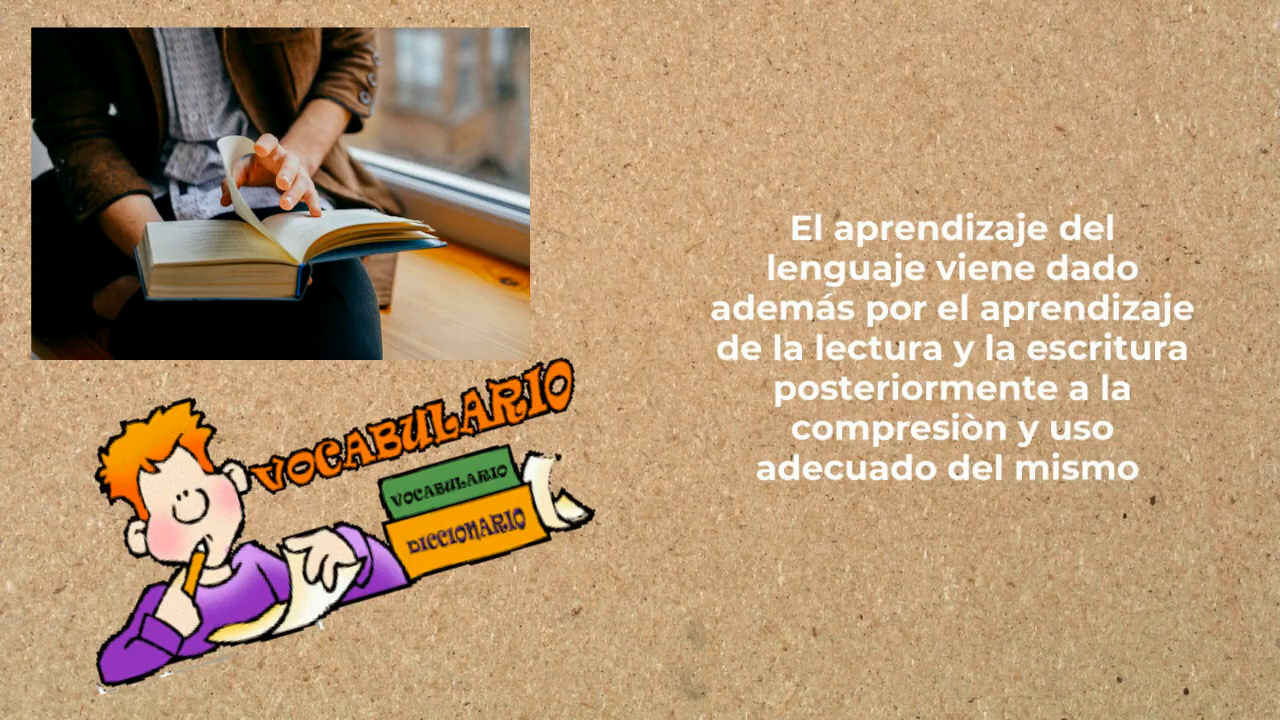 El aprendizaje del
lenguaje viene dado
además por el aprendizaje
de la lectura y la escritura
posteriormente a la
compresiòn y uso
adecuado del mismo
VOCABULARIO
VOCABULARIO
DICCIONARIO